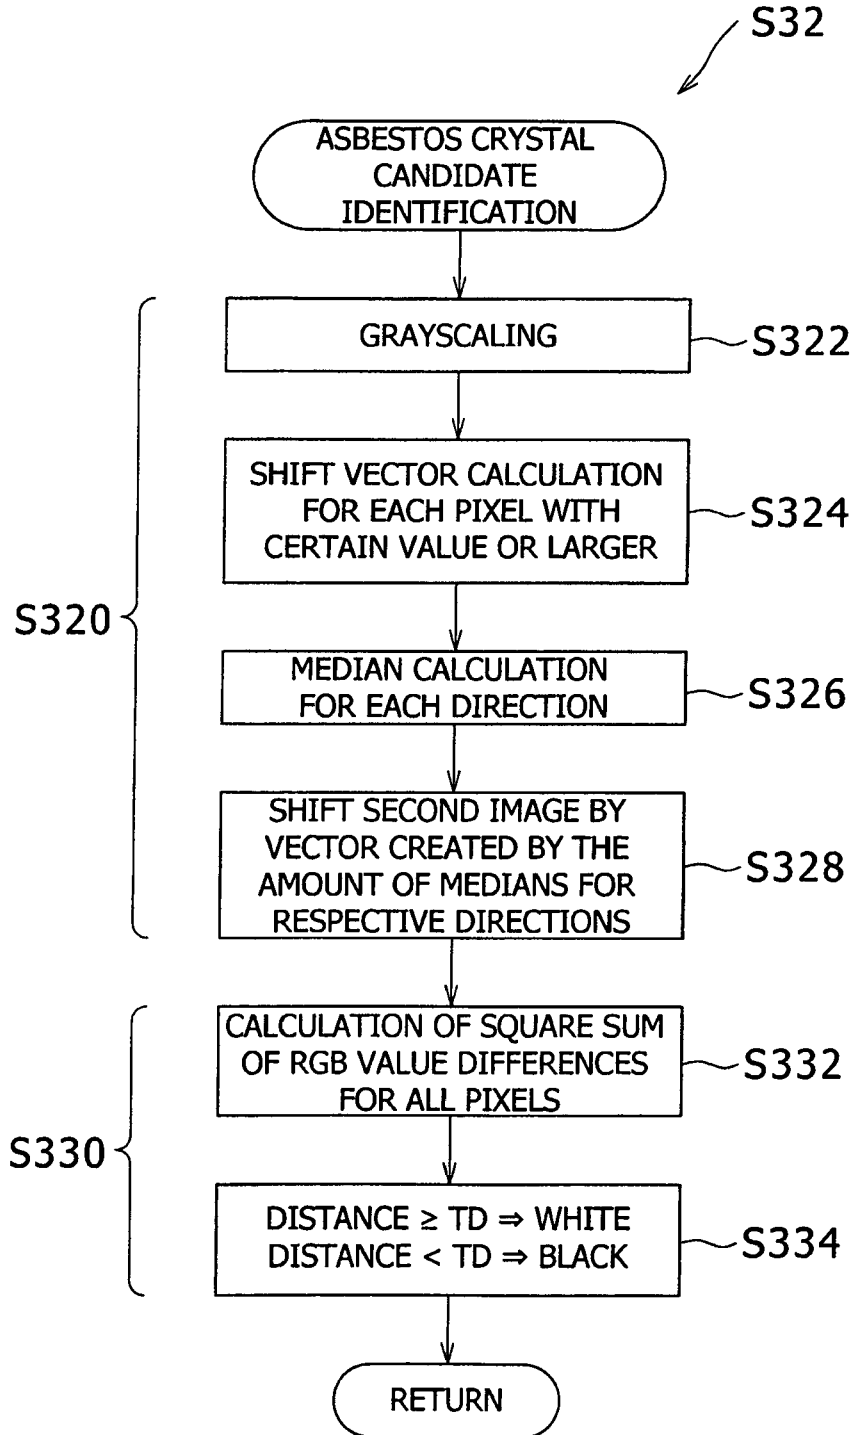 S32
ASBESTOS CRYSTAL
CANDIDATE
IDENTIFICATION
GRAYSCALING
S322
SHIFT VECTOR CALCULATION
FOR EACH PIXEL WITH
CERTAIN VALUE OR LARGER
S324
S320
MEDIAN CALCULATION
FOR EACH DIRECTION
S326
SHIFT SECOND IMAGE BY
VECTOR CREATED BY THE
AMOUNT OF MEDIANS FOR
RESPECTIVE DIRECTIONS
S328
CALCULATION OF SQUARE SUM
OF RGB VALUE DIFFERENCES
FOR ALL PIXELS
S332
S330
DISTANCE ≥ TD ⇒ WHITE
DISTANCE < TD ⇒ BLACK
S334
RETURN